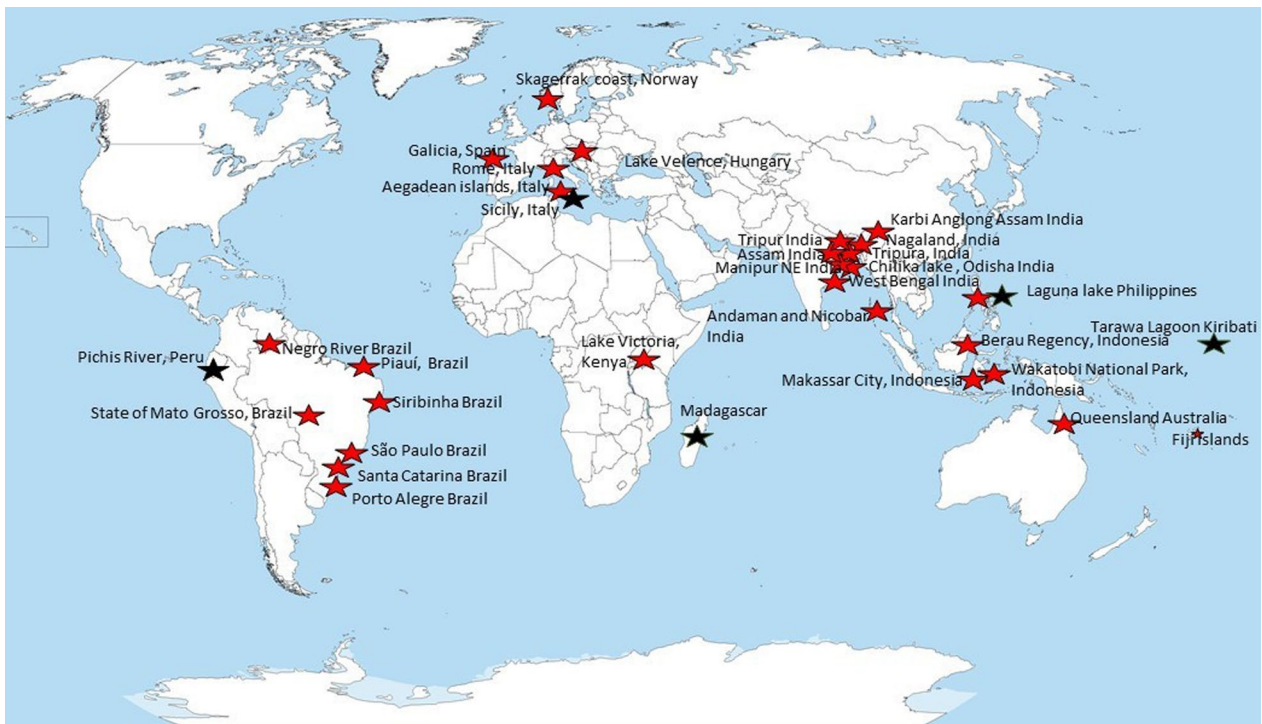 Skagerrak coast, Norway
Galicia, Spain
Lake Velence, Hungary
Rome, Italy
Aegadean islands, Italy
Sicily, Italy
Karbi Anglong Assam India
Tripur India
Nagaland, India
Assam India
Tripura, India
Manipur NE India
Chilika lake , Odisha India
West Bengal India
Laguna lake Philippines
Andaman and Nicobar
India
Tarawa Lagoon Kiribati
Negro River Brazil
Lake Victoria,
Kenya
Berau Regency, Indonesia
Pichis River, Peru
Piauí, Brazil
Wakatobi National Park,
Indonesia
Makassar City, Indonesia
Siribinha Brazil
State of Mato Grosso, Brazil
Madagascar
Queensland Australia
Fiji Islands
São Paulo Brazil
Santa Catarina Brazil
Porto Alegre Brazil